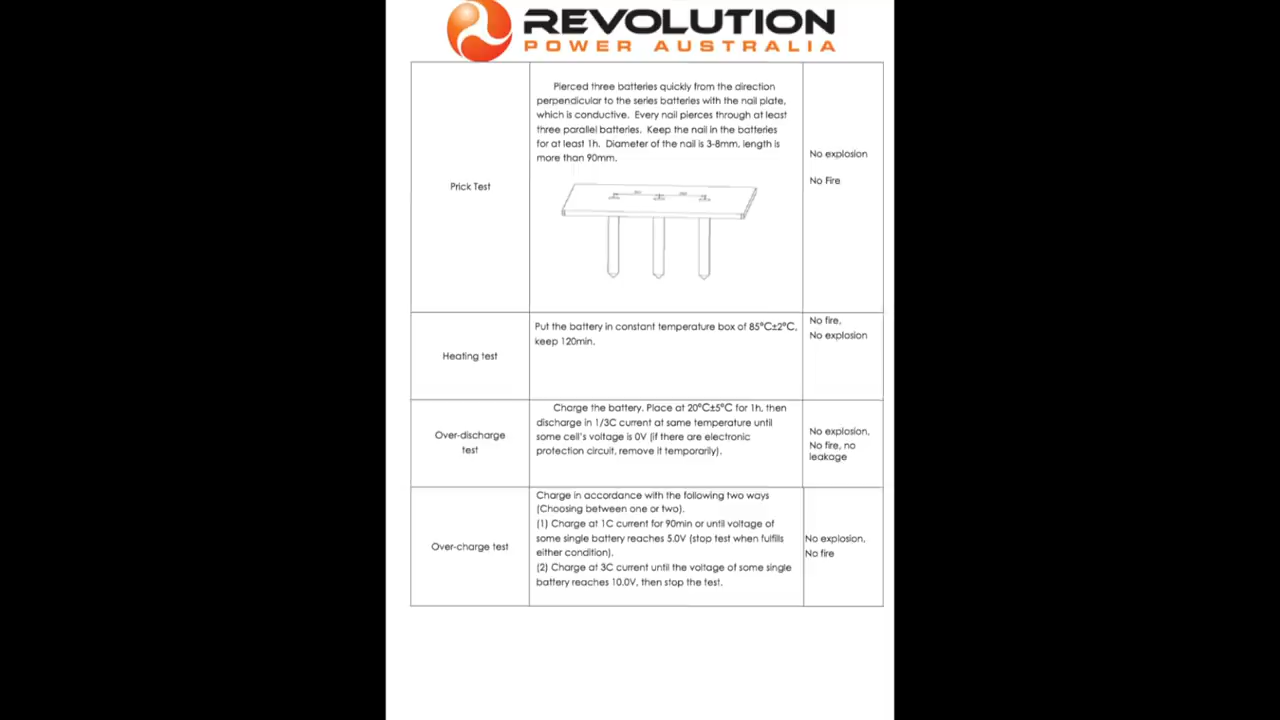 REVOLUTION
POWER AUSTRALIA
Prick Test
Pierced three batteries quickly from the direction
perpendicular to the series batteries with the nail plate,
which is conductive. Every nail pierces through at least
three parallel batteries. Keep the nail in the batteries
for at least 1h. Diameter of the nail is 3-8mm, length is
more than 90mm.
No explosion
No Fire
Heating test
Put the battery in constant temperature box of 85°C±2°C,
keep 120min.
No fire,
No explosion
Over-discharge
test
Charge the battery. Place at 20°C±5°C for 1h, then
discharge in 1/3C current at same temperature until
some cell's voltage is 0V (if there are electronic
protection circuit, remove it temporarily).
No explosion,
No fire, no
leakage
Over-charge test
Charge in accordance with the following two ways
(Choosing between one or two).
(1) Charge at 1C current for 90min or until voltage of
some single battery reaches 5.0V (stop test when fulfills
either condition).
(2) Charge at 3C current until the voltage of some single
battery reaches 10.0V, then stop the test.
No explosion,
No fire